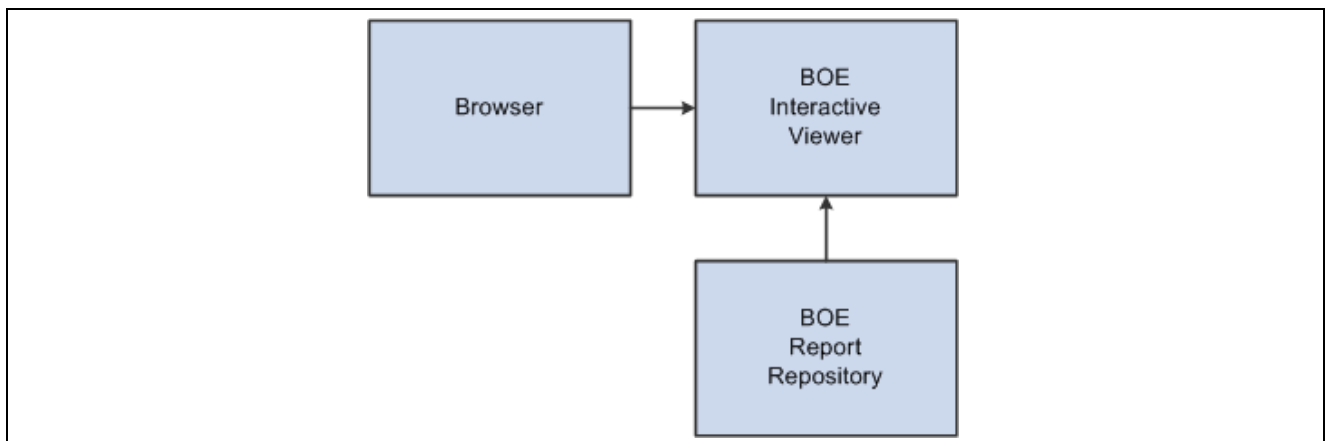 Browser
BOE
Interactive
Viewer
BOE
Report
Repository